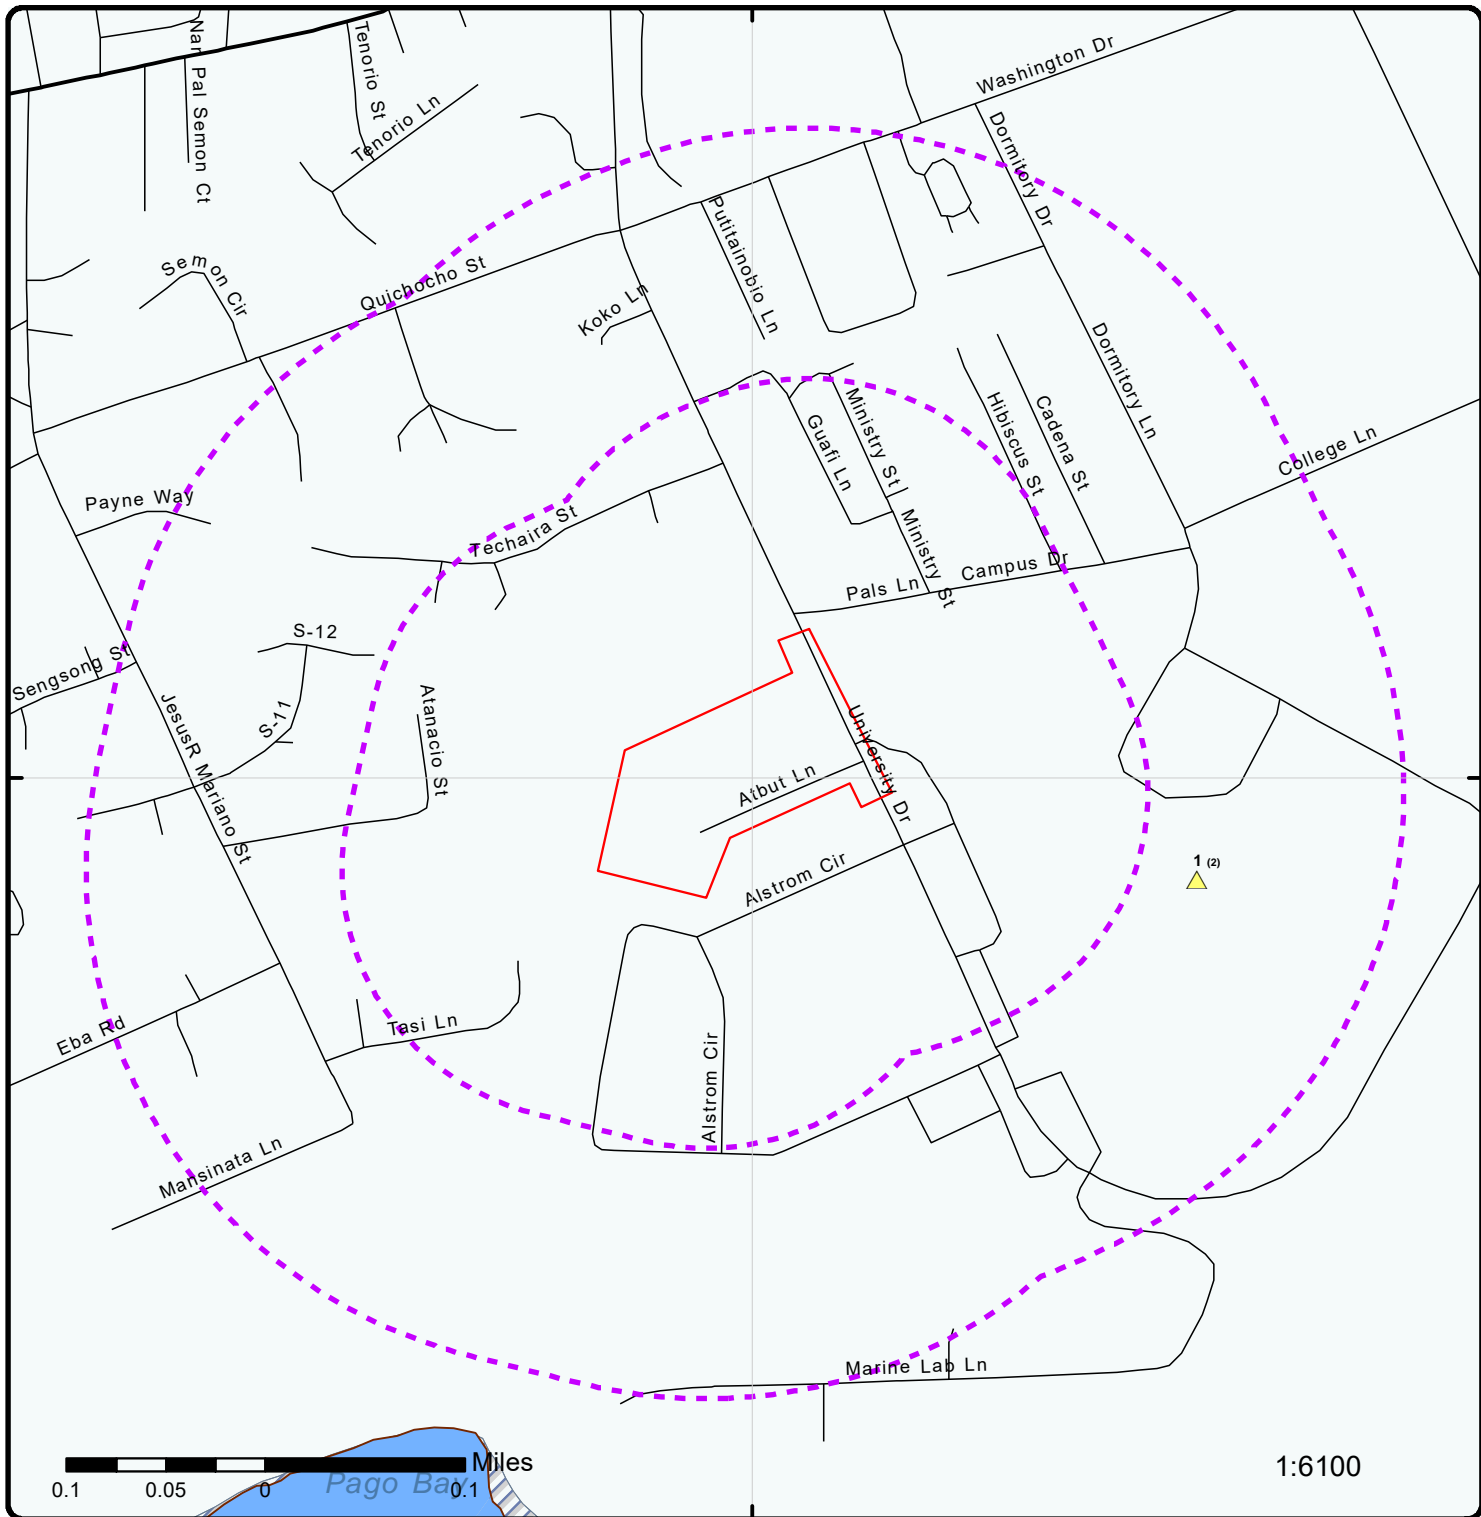 Nan Pal Semon Ct
Tenorio St
Tenorio Ln
Washington Dr
Dormitory Dr
Semon Cir
Quichocho St
Koko Ln
Putitainobio Ln
Dormitory Ln
Guafi Ln
Ministry St
Hibiscus St
Cadena St
College Ln
Payne Way
Techaira St
Ministry St
Pals Ln
Campus Dr
S-12
Sengsong St
S-11
JesusR Mariano St
Atanacio St
University Dr
Atbut Ln
Alstrom Cir
1 (2)
Eba Rd
Tasi Ln
Alstrom Cir
Mansinata Ln
Marine Lab Ln
Miles
0.1 0.05 0 0.1
Pago Bay
1:6100